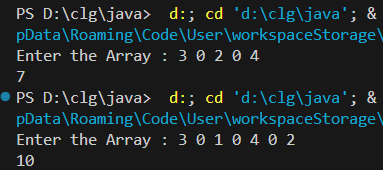 PS D:\clg\java>  d:; cd 'd:\clg\java'; &
pData\Roaming\Code\User\workspaceStorage\
Enter the Array : 3 0 2 0 4
7
PS D:\clg\java>  d:; cd 'd:\clg\java'; &
pData\Roaming\Code\User\workspaceStorage\
Enter the Array : 3 0 1 0 4 0 2
10